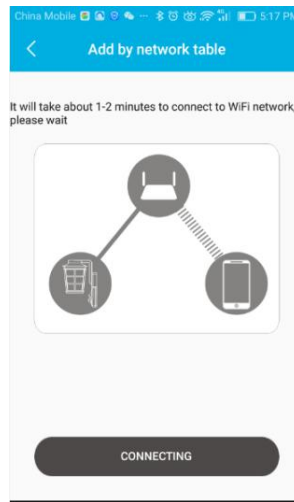 China Mobile 5:17 PM
Add by network table
It will take about 1-2 minutes to connect to WiFi network,
please wait
CONNECTING